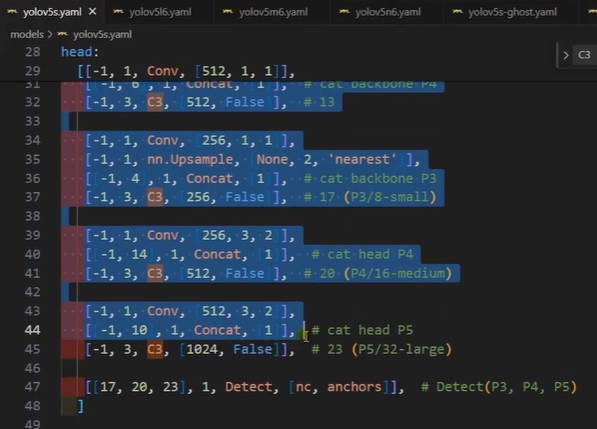 yolov5s.yaml yolov5l6.yaml yolov5m6.yaml yolov5n6.yaml yolov5s-ghost.yaml
models > yolov5s.yaml
> C3
28 head:
29 [[-1, 1, Conv, [512, 1, 1]],
31 [[-1, 6], 1, Concat, [1]], # cat backbone P4
32 [-1, 3, C3, [512, False]], # 13
33
34 [-1, 1, Conv, [256, 1, 1]],
35 [-1, 1, nn.Upsample, [None, 2, 'nearest']],
36 [[-1, 4], 1, Concat, [1]], # cat backbone P3
37 [-1, 3, C3, [256, False]], # 17 (P3/8-small)
38
39 [-1, 1, Conv, [256, 3, 2]],
40 [[-1, 14], 1, Concat, [1]], # cat head P4
41 [-1, 3, C3, [512, False]], # 20 (P4/16-medium)
42
43 [-1, 1, Conv, [512, 3, 2]],
44 [[-1, 10], 1, Concat, [1]], # cat head P5
45 [-1, 3, C3, [1024, False]], # 23 (P5/32-large)
46
47 [[17, 20, 23], 1, Detect, [nc, anchors]], # Detect(P3, P4, P5)
48 ]